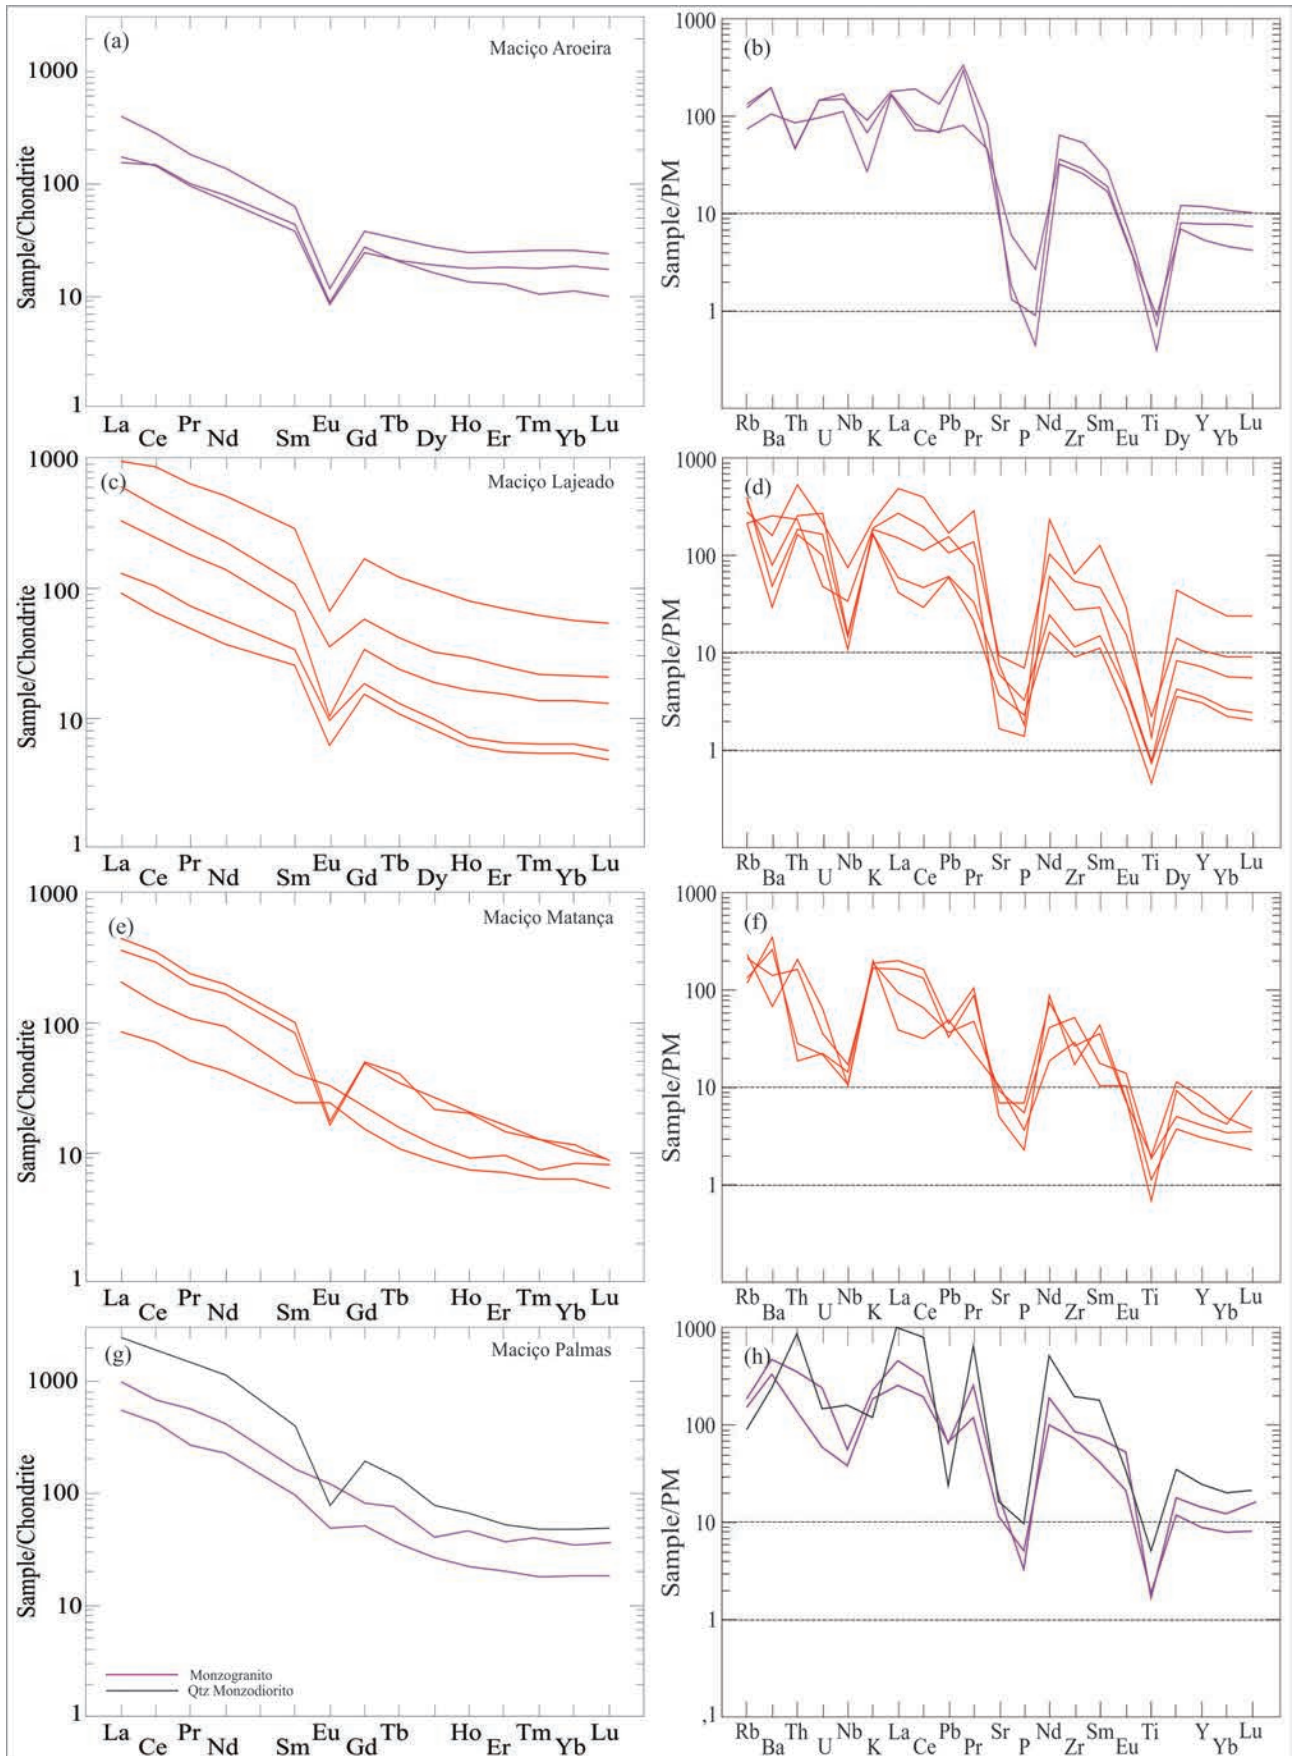 (a)
Maciço Aroeira
Sample/Chondrite
1000
100
10
1
La Ce Pr Nd Sm Eu Gd Tb Dy Ho Er Tm Yb Lu
(b)
Sample/PM
1000
100
10
1
Rb Ba Th U Nb K La Ce Pb Pr Sr P Nd Zr Sm Eu Ti Dy Y Yb Lu
(c)
Maciço Lajeado
Sample/Chondrite
1000
100
10
1
La Ce Pr Nd Sm Eu Gd Tb Dy Ho Er Tm Yb Lu
(d)
Sample/PM
1000
100
10
1
Rb Ba Th U Nb K La Ce Pb Pr Sr P Nd Zr Sm Eu Ti Dy Y Yb Lu
(e)
Maciço Matança
Sample/Chondrite
1000
100
10
1
La Ce Pr Nd Sm Eu Gd Tb Dy Ho Er Tm Yb Lu
(f)
Sample/PM
1000
100
10
1
Rb Ba Th U Nb K La Ce Pb Pr Sr P Nd Zr Sm Eu Ti Dy Y Yb Lu
(g)
Maciço Palmas
Sample/Chondrite
1000
100
10
1
Monzogranito
Qtz Monzodiorito
La Ce Pr Nd Sm Eu Gd Tb Dy Ho Er Tm Yb Lu
(h)
Sample/PM
1000
100
10
1
,1
Rb Ba Th U Nb K La Ce Pb Pr Sr P Nd Zr Sm Eu Ti Dy Y Yb Lu